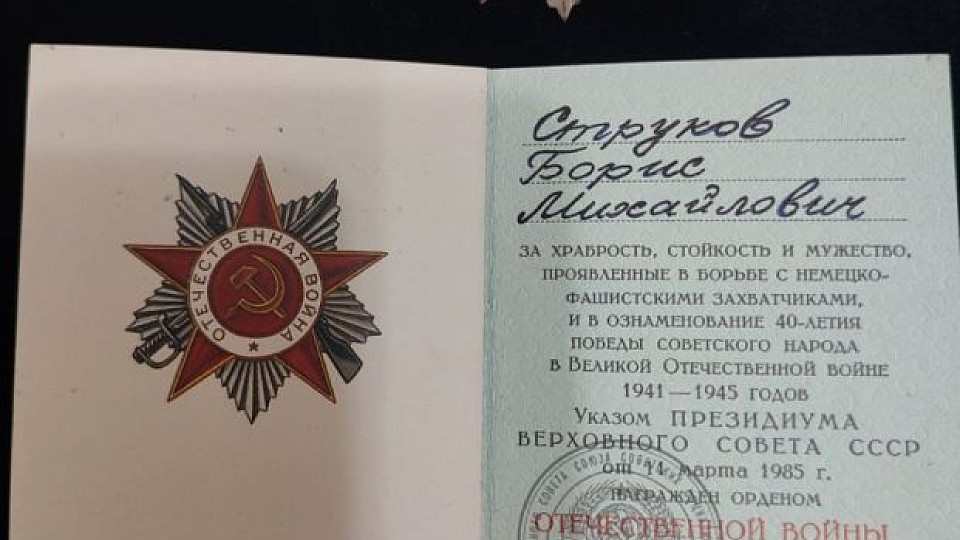 ОТЕЧЕСТВЕННАЯ ВОЙНА
Струков
Борис
Михайлович
ЗА ХРАБРОСТЬ, СТОЙКОСТЬ И МУЖЕСТВО,
ПРОЯВЛЕННЫЕ В БОРЬБЕ С НЕМЕЦКО-
ФАШИСТСКИМИ ЗАХВАТЧИКАМИ,
И В ОЗНАМЕНОВАНИЕ 40-ЛЕТИЯ
ПОБЕДЫ СОВЕТСКОГО НАРОДА
В ВЕЛИКОЙ ОТЕЧЕСТВЕННОЙ ВОЙНЕ
1941—1945 ГОДОВ
УКАЗОМ ПРЕЗИДИУМА
ВЕРХОВНОГО СОВЕТА СССР
от 11 марта 1985 г.
НАГРАЖДЕН ОРДЕНОМ
ОТЕЧЕСТВЕННОЙ ВОЙНЫ
СОВЕТА СОЮЗА